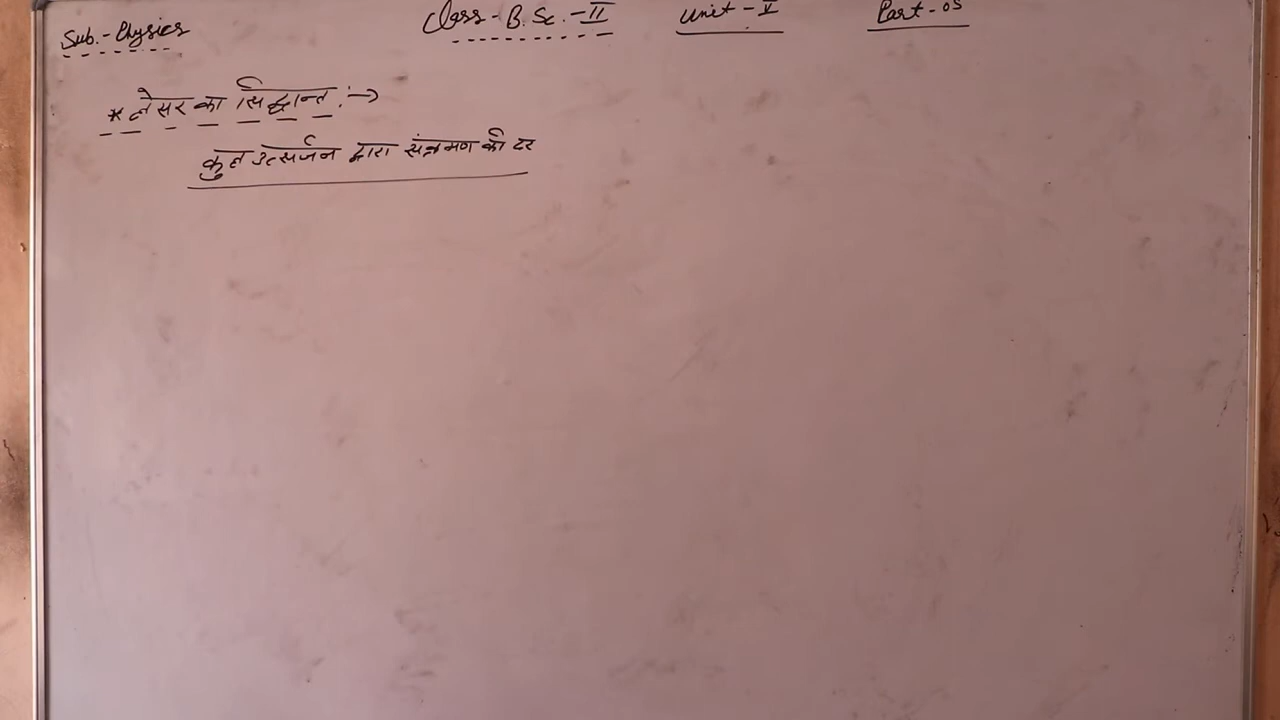 Sub.- Physics Class - B.Sc. - II Unit - V Part - 05
* लेसर का सिद्धान्त :→
कुल उत्सर्जन द्वारा संक्रमण की दर